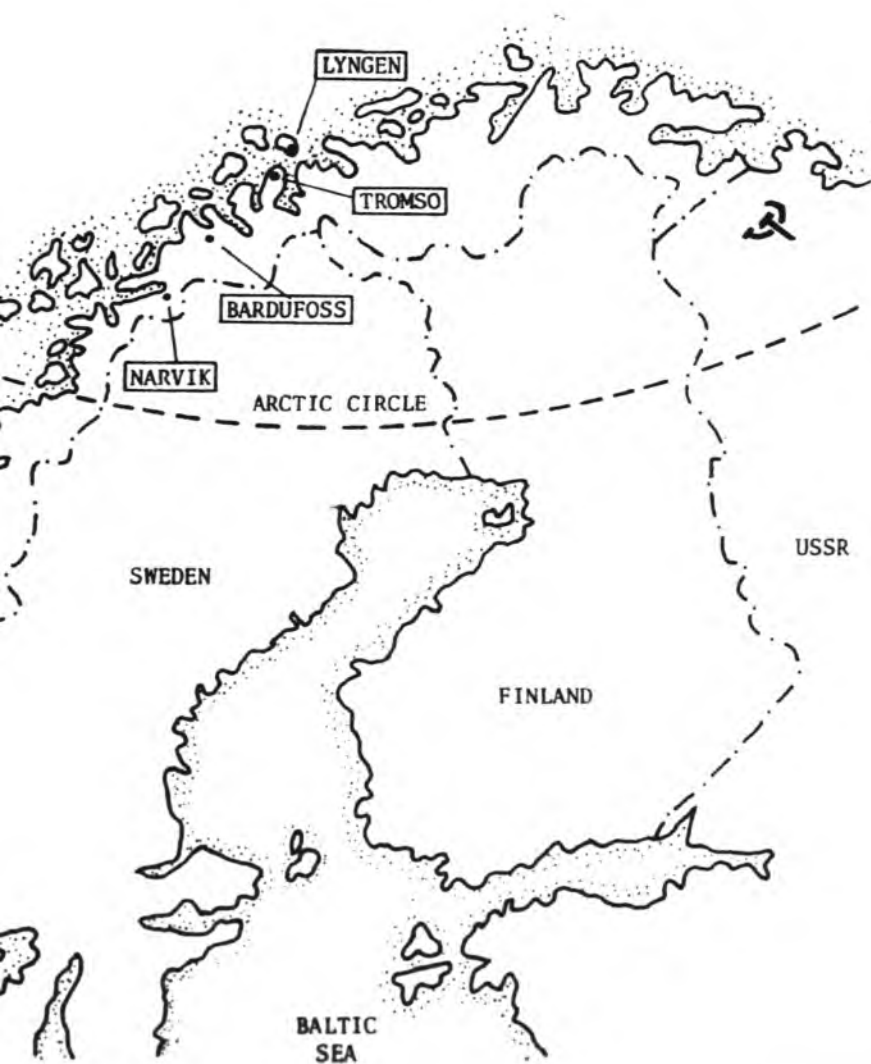 LYNGEN
TROMSO
BARDUFOSS
NARVIK
ARCTIC CIRCLE
USSR
SWEDEN
FINLAND
BALTIC
SEA